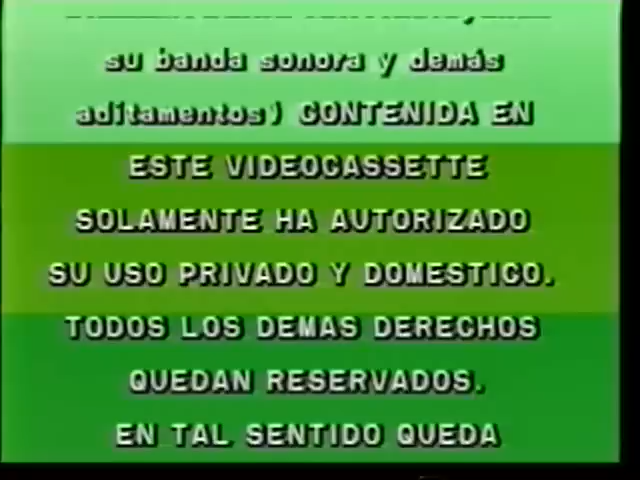 su banda sonora y demás
aditamentos) CONTENIDA EN
ESTE VIDEOCASSETTE
SOLAMENTE HA AUTORIZADO
SU USO PRIVADO Y DOMESTICO.
TODOS LOS DEMAS DERECHOS
QUEDAN RESERVADOS.
EN TAL SENTIDO QUEDA